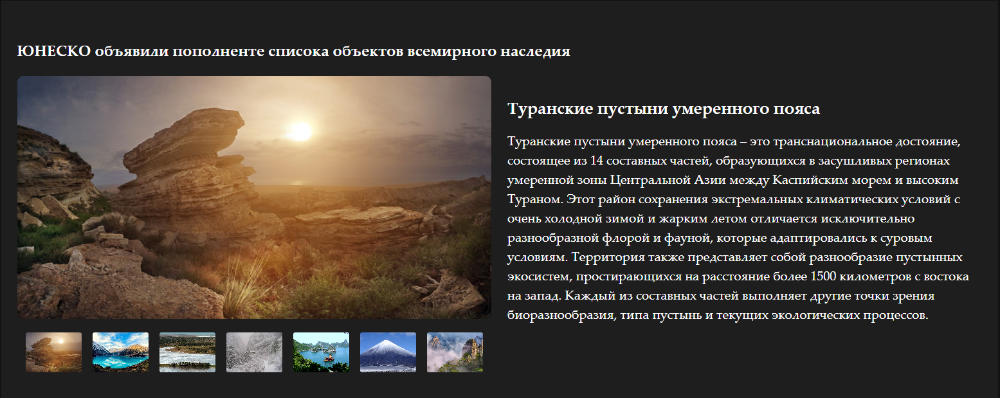 ЮНЕСКО объявили пополненте списока объектов всемирного наследия
Туранские пустыни умеренного пояса
Туранские пустыни умеренного пояса – это транснациональное достояние,
состоящее из 14 составных частей, образующихся в засушливых регионах
умеренной зоны Центральной Азии между Каспийским морем и высоким
Тураном. Этот район сохранения экстремальных климатических условий с
очень холодной зимой и жарким летом отличается исключительно
разнообразной флорой и фауной, которые адаптировались к суровым
условиям. Территория также представляет собой разнообразие пустынных
экосистем, простирающихся на расстояние более 1500 километров с востока
на запад. Каждый из составных частей выполняет другие точки зрения
биоразнообразия, типа пустынь и текущих экологических процессов.